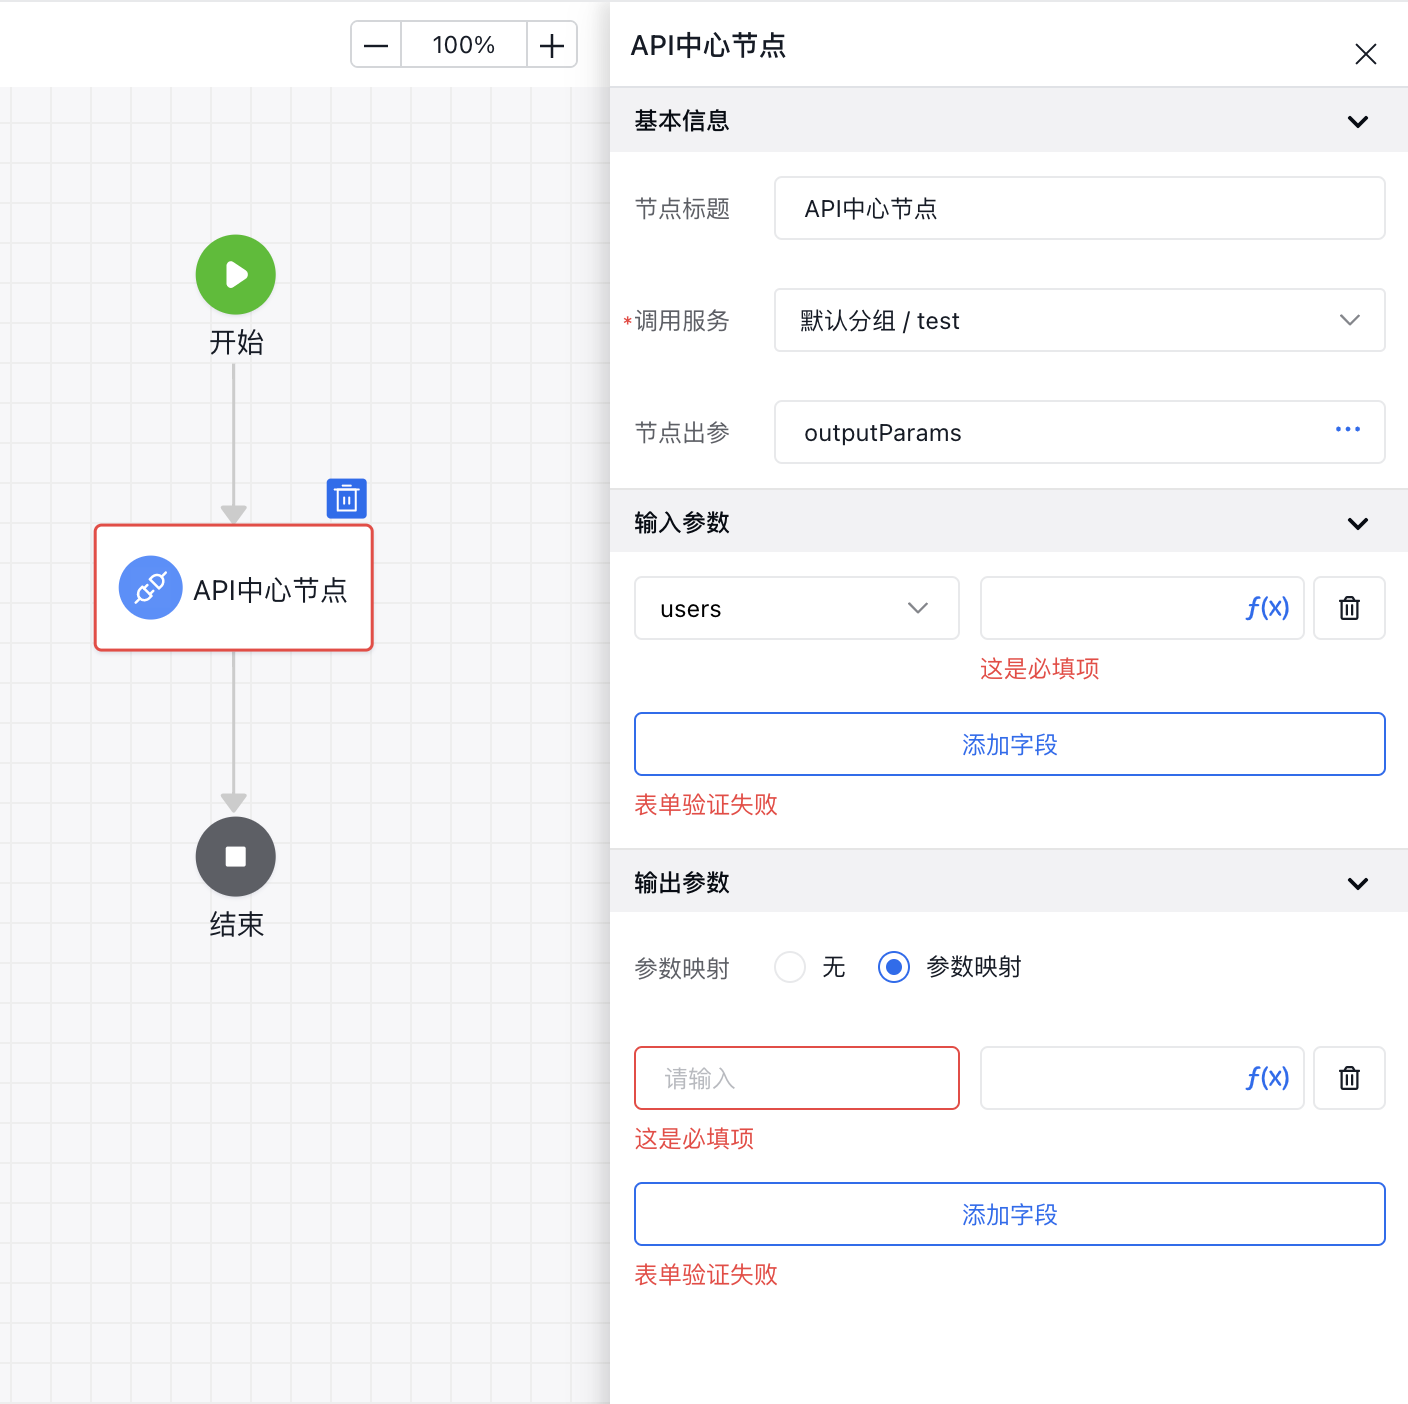 100%
开始
API中心节点
结束
API中心节点
基本信息
节点标题
API中心节点
*调用服务
默认分组 / test
节点出参
outputParams
输入参数
users
f(x)
这是必填项
添加字段
表单验证失败
输出参数
参数映射
无
参数映射
请输入
f(x)
这是必填项
添加字段
表单验证失败